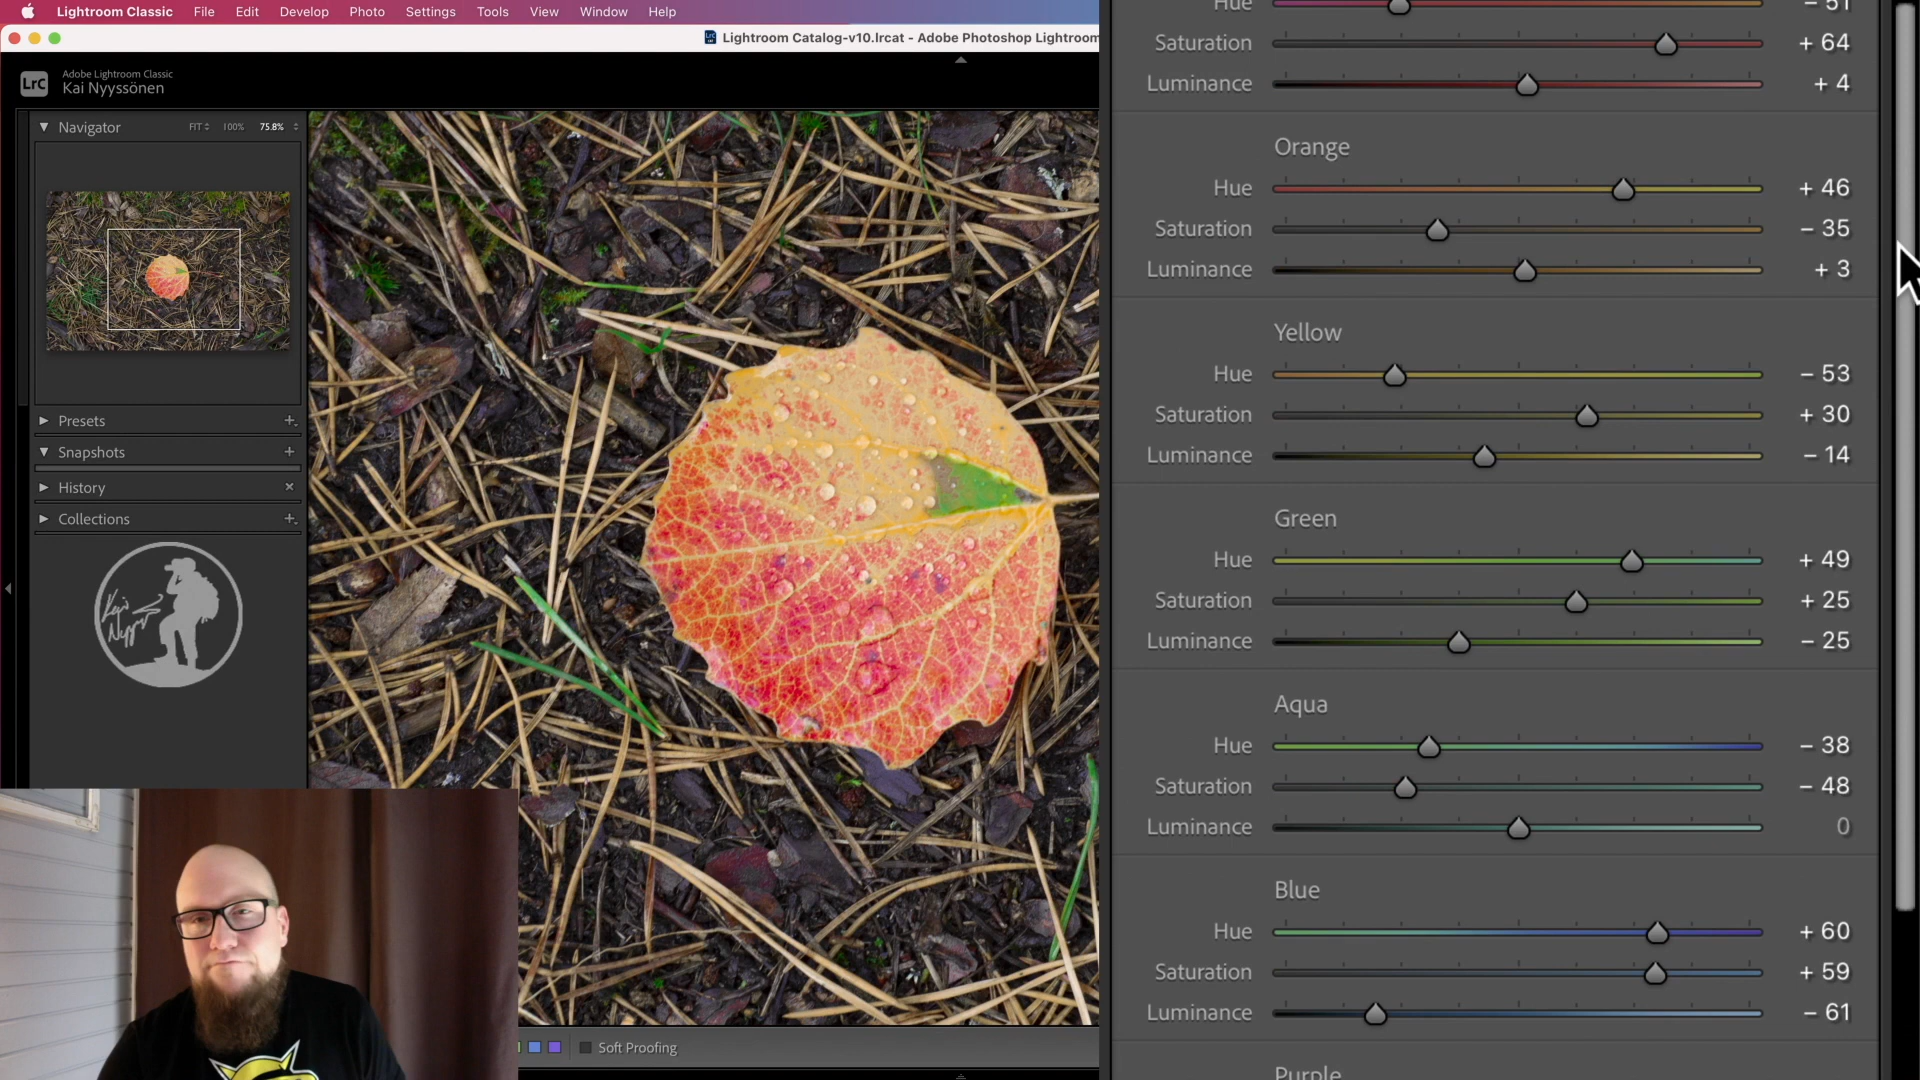 Lightroom Classic File Edit Develop Photo Settings Tools View Window Help
Lightroom Catalog-v10.lrcat - Adobe Photoshop Lightroom
LrC
Adobe Lightroom Classic
Kai Nyyssönen
Navigator FIT 100% 75.8%
Presets
Snapshots
History
Collections
Kai
Soft Proofing
Hue - 51
Saturation + 64
Luminance + 4
Orange
Hue + 46
Saturation - 35
Luminance + 3
Yellow
Hue - 53
Saturation + 30
Luminance - 14
Green
Hue + 49
Saturation + 25
Luminance - 25
Aqua
Hue - 38
Saturation - 48
Luminance 0
Blue
Hue + 60
Saturation + 59
Luminance - 61
Purple